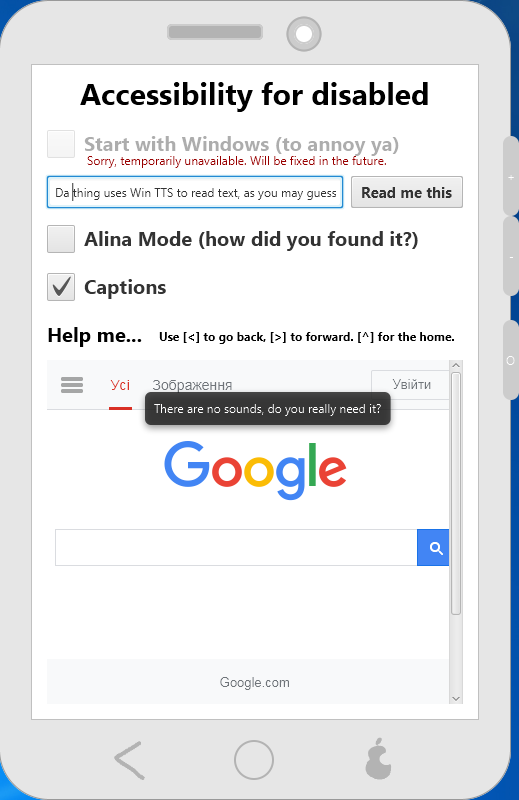 Accessibility for disabled
Start with Windows (to annoy ya)
Sorry, temporarily unavailable. Will be fixed in the future.
Da thing uses Win TTS to read text, as you may guess
Read me this
Alina Mode (how did you found it?)
Captions
Help me...
Use [<] to go back, [>] to forward. [^] for the home.
Усі
Зображення
Увійти
There are no sounds, do you really need it?
Google
Google.com
+
-
O